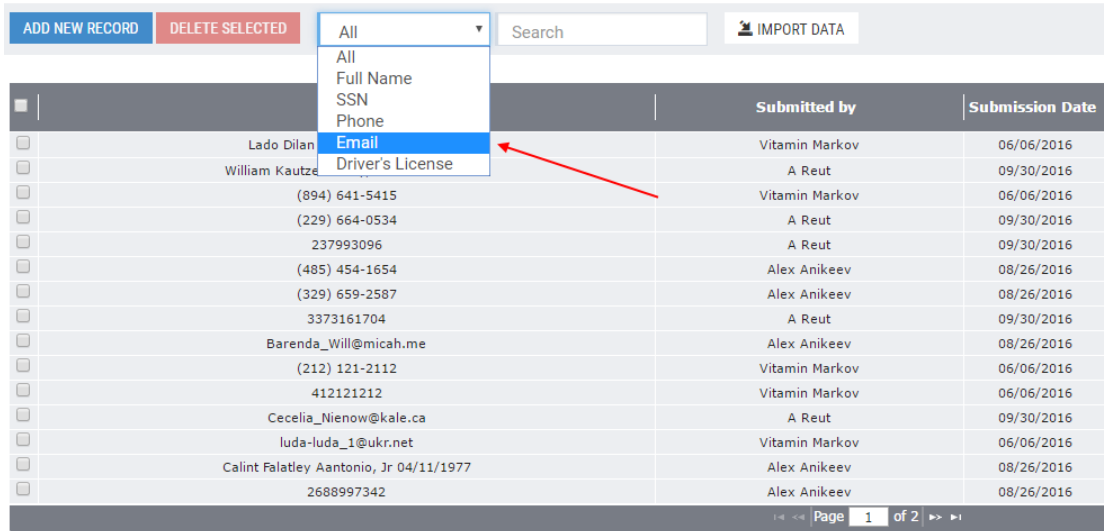 ADD NEW RECORD DELETE SELECTED All Search IMPORT DATA
All
Full Name
SSN
Phone
Email
Driver's License
Submitted by Submission Date
Lado Dilan Vitamin Markov 06/06/2016
William A Reut 09/30/2016
(894) 641-5415 Vitamin Markov 06/06/2016
(229) 664-0534 A Reut 09/30/2016
237993096 A Reut 09/30/2016
(485) 454-1654 Alex Anikeev 08/26/2016
(329) 659-2587 Alex Anikeev 08/26/2016
3373161704 A Reut 09/30/2016
Barenda_Will@micah.me Alex Anikeev 08/26/2016
(212) 121-2112 Vitamin Markov 06/06/2016
412121212 Vitamin Markov 06/06/2016
Cecelia_Nienow@kale.ca A Reut 09/30/2016
luda-luda_1@ukr.net Vitamin Markov 06/06/2016
Calint Falatley Aantonio, Jr 04/11/1977 Alex Anikeev 08/26/2016
2688997342 Alex Anikeev 08/26/2016
Page 1 of 2